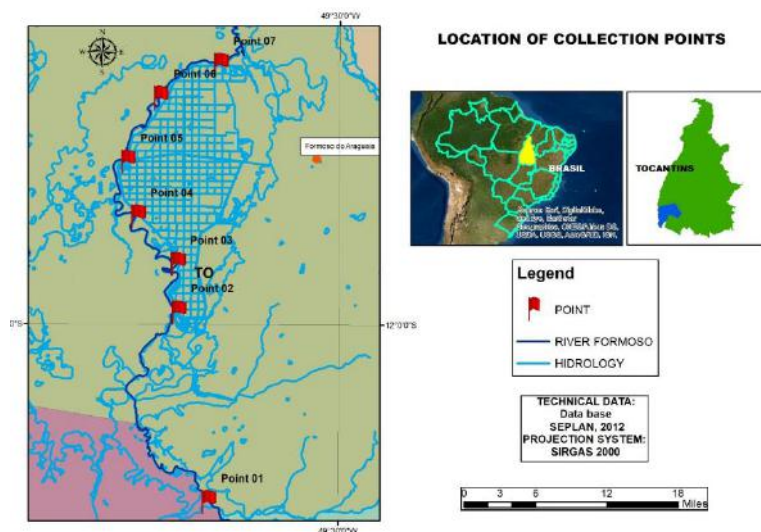 49°30'0"W
LOCATION OF COLLECTION POINTS
N
Point 07
Point 06
Point 05
Formoso do Araguaia
Point 04
Point 03
TO
Point 02
0°S
12°0'0"S
Point 01
BRASIL
TOCANTINS
Legend
POINT
RIVER FORMOSO
HIDROLOGY
TECHNICAL DATA:
Data base
SEPLAN, 2012
PROJECTION SYSTEM:
SIRGAS 2000
0 3 6 12 18
Miles